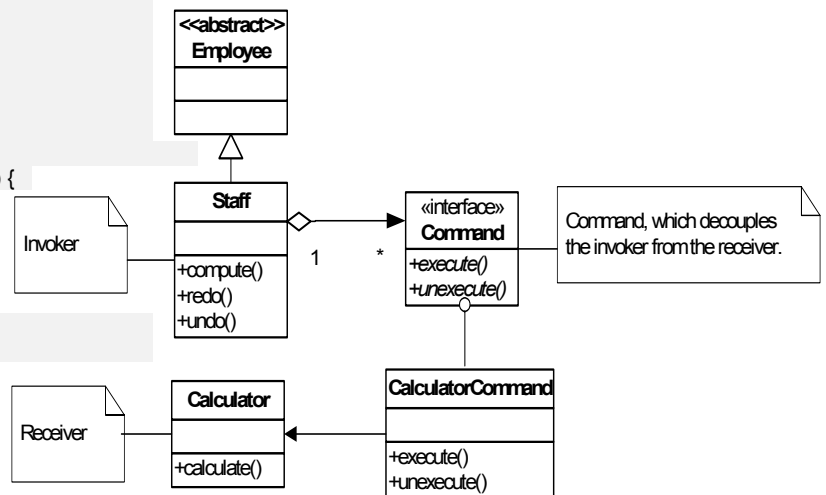 <<abstract>>
Employee
{
Invoker
Staff
+compute()
+redo()
+undo()
1
*
«interface»
Command
+execute()
+unexecute()
Command, which decouples
the invoker from the receiver.
Receiver
Calculator
+calculate()
CalculatorCommand
+execute()
+unexecute()